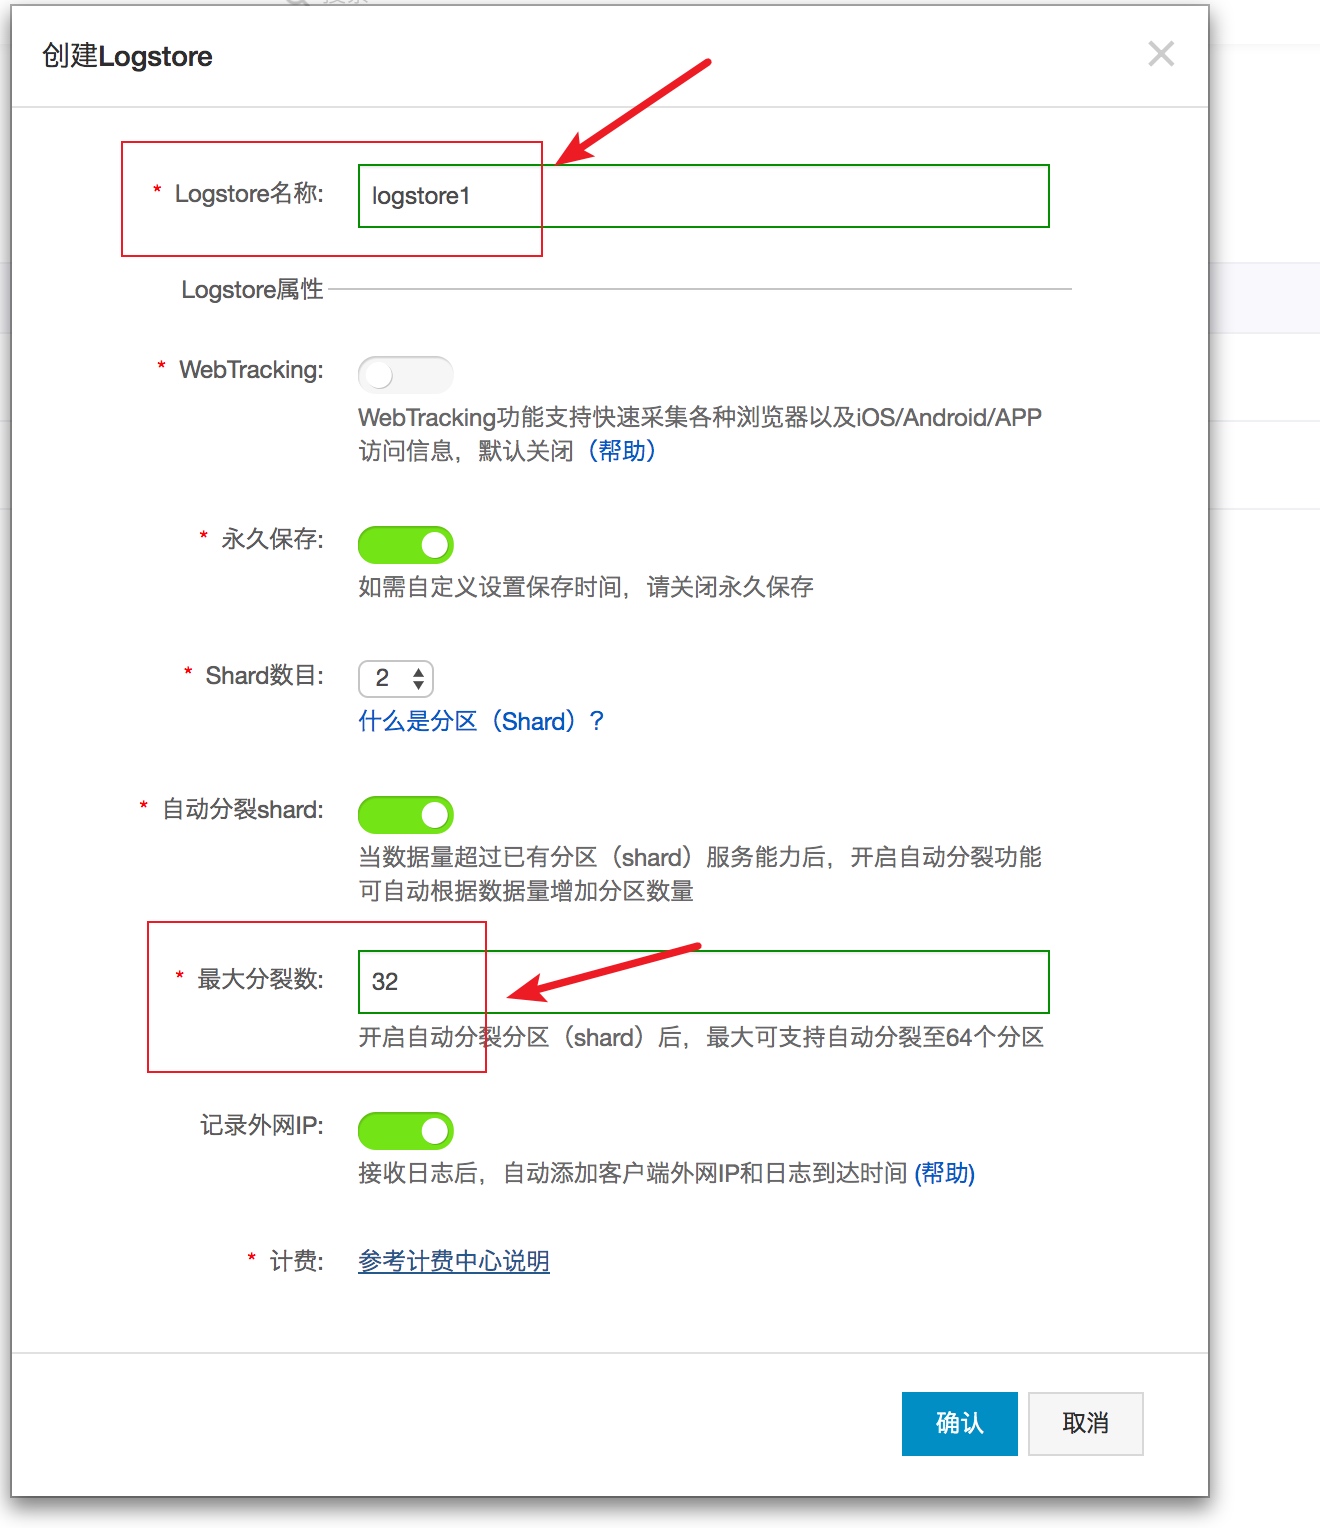 创建Logstore
* Logstore名称:
logstore1
Logstore属性
* WebTracking:
WebTracking功能支持快速采集各种浏览器以及iOS/Android/APP
访问信息，默认关闭（帮助）
* 永久保存:
如需自定义设置保存时间，请关闭永久保存
* Shard数目:
2
什么是分区（Shard）?
* 自动分裂shard:
当数据量超过已有分区（shard）服务能力后，开启自动分裂功能
可自动根据数据量增加分区数量
* 最大分裂数:
32
开启自动分裂分区（shard）后，最大可支持自动分裂至64个分区
记录外网IP:
接收日志后，自动添加客户端外网IP和日志到达时间 (帮助)
* 计费:
参考计费中心说明
确认
取消